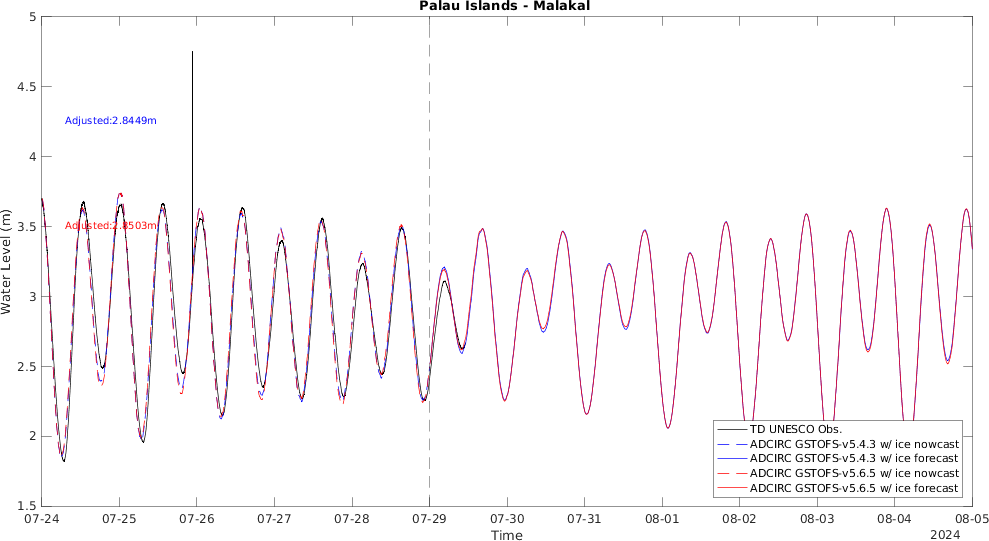 Palau Islands - Malakal
5
4.5
4
3.5
3
2.5
2
1.5
Water Level (m)
Adjusted:2.8449m
Adjusted:2.8503m
TD UNESCO Obs.
ADCIRC GSTOFS-v5.4.3 w/ ice nowcast
ADCIRC GSTOFS-v5.4.3 w/ ice forecast
ADCIRC GSTOFS-v5.6.5 w/ ice nowcast
ADCIRC GSTOFS-v5.6.5 w/ ice forecast
07-24 07-25 07-26 07-27 07-28 07-29 07-30 07-31 08-01 08-02 08-03 08-04 08-05
Time
2024